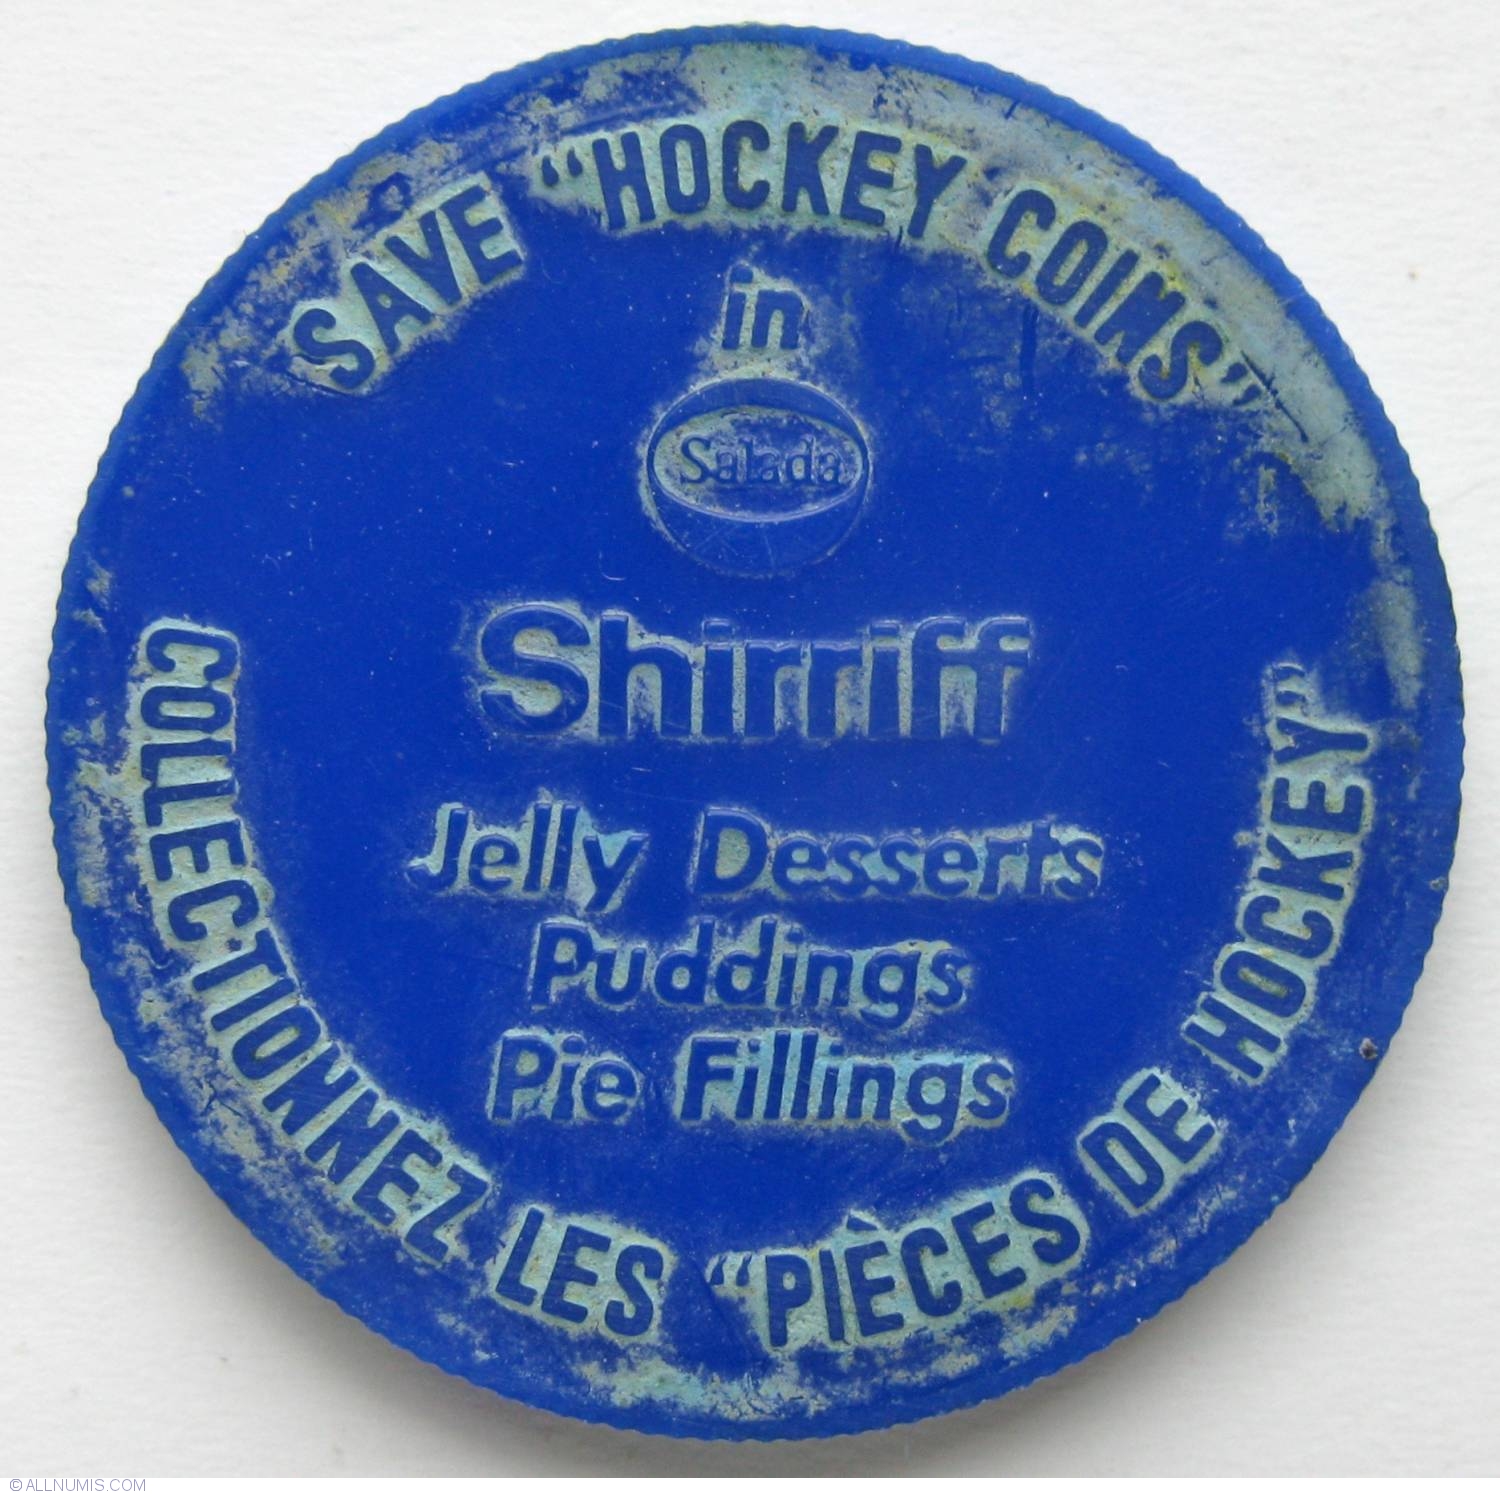 SAVE "HOCKEY COINS"
in
Salada
Shirriff
Jelly Desserts
Puddings
Pie Fillings
COLLECTIONNEZ LES "PIÈCES DE HOCKEY"
© ALLNUMIS.COM